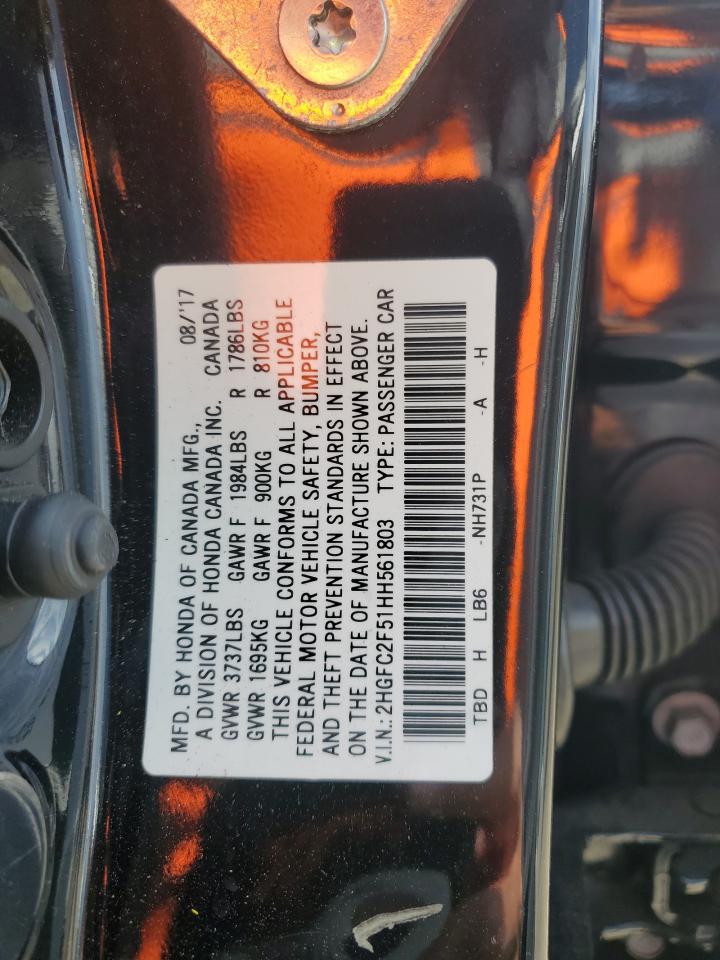 MFD. BY HONDA OF CANADA MFG., 08/'17
A DIVISION OF HONDA CANADA INC. CANADA
GVWR 3737LBS GAWR F 1984LBS R 1786LBS
GVWR 1695KG GAWR F 900KG R 810KG
THIS VEHICLE CONFORMS TO ALL APPLICABLE
FEDERAL MOTOR VEHICLE SAFETY, BUMPER,
AND THEFT PREVENTION STANDARDS IN EFFECT
ON THE DATE OF MANUFACTURE SHOWN ABOVE.
V.I.N.: 2HGFC2F51HH561803 TYPE: PASSENGER CAR
TBD H LB6 -NH731P -A -H